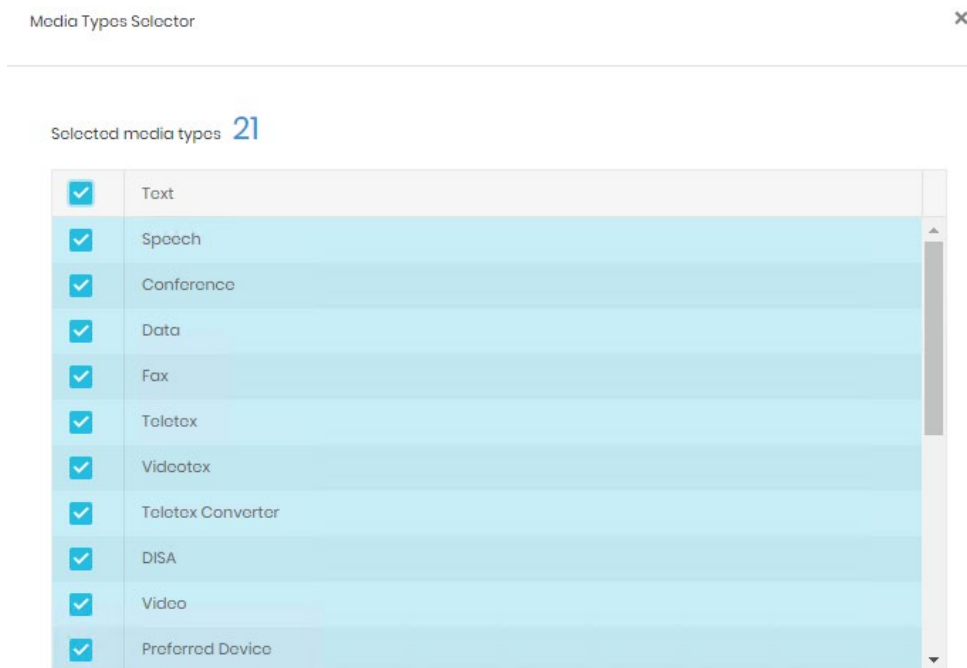 Media Types Selector
Selected media types 21
Text
Speech
Conference
Data
Fax
Teletex
Videotex
Teletex Converter
DISA
Video
Preferred Device